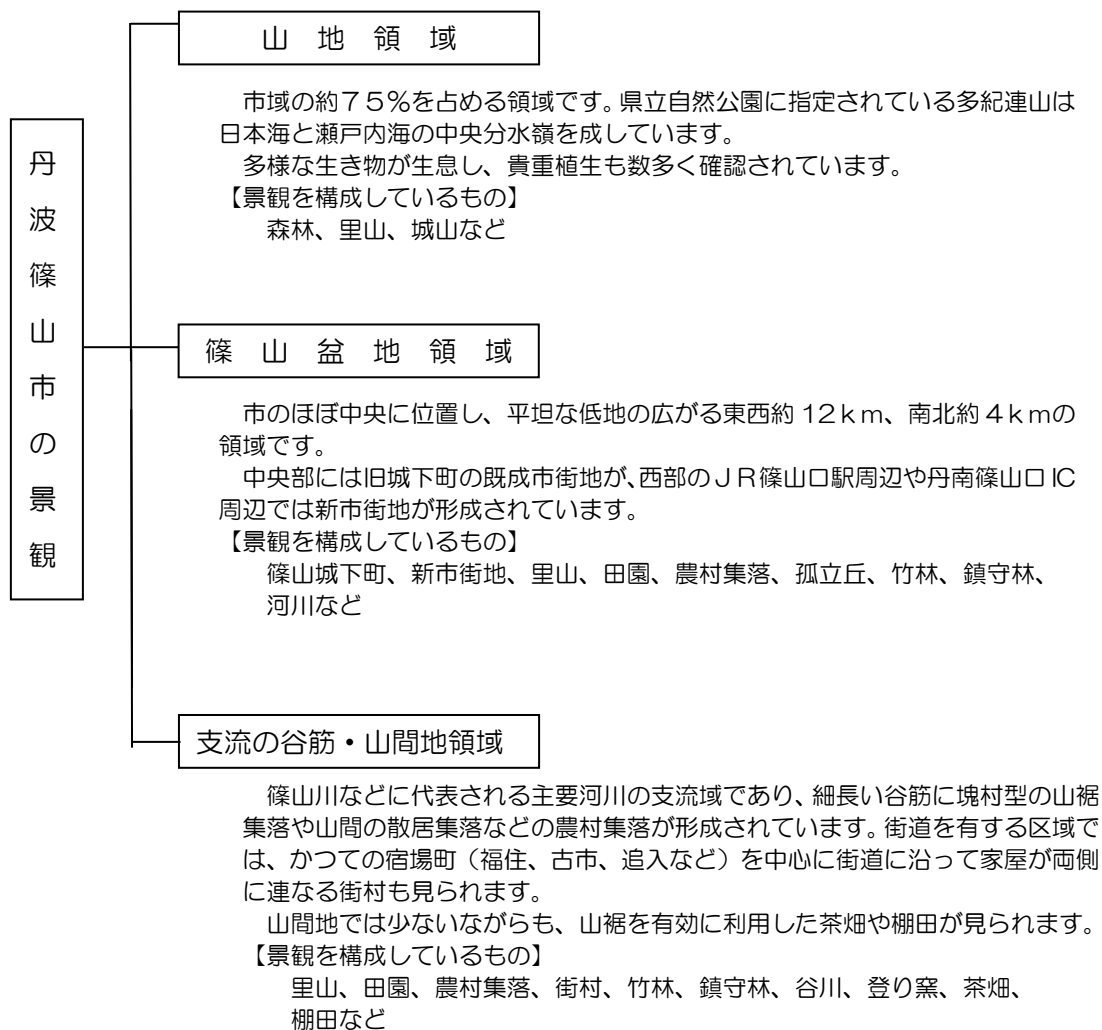 山地領域
市域の約７５％を占める領域です。県立自然公園に指定されている多紀連山は
日本海と瀬戸内海の中央分水嶺を成しています。
多様な生き物が生息し、貴重植生も数多く確認されています。
【景観を構成しているもの】
森林、里山、城山など
丹波篠山市の景観
篠山盆地領域
市のほぼ中央に位置し、平坦な低地の広がる東西約12ｋｍ、南北約4ｋｍの
領域です。
中央部には旧城下町の既成市街地が、西部のＪＲ篠山口駅周辺や丹南篠山口IC
周辺では新市街地が形成されています。
【景観を構成しているもの】
篠山城下町、新市街地、里山、田園、農村集落、孤立丘、竹林、鎮守林、
河川など
支流の谷筋・山間地領域
篠山川などに代表される主要河川の支流域であり、細長い谷筋に塊村型の山裾
集落や山間の散居集落などの農村集落が形成されています。街道を有する区域で
は、かつての宿場町（福住、古市、追入など）を中心に街道に沿って家屋が両側
に連なる街村も見られます。
山間地では少ないながらも、山裾を有効に利用した茶畑や棚田が見られます。
【景観を構成しているもの】
里山、田園、農村集落、街村、竹林、鎮守林、谷川、登り窯、茶畑、
棚田など